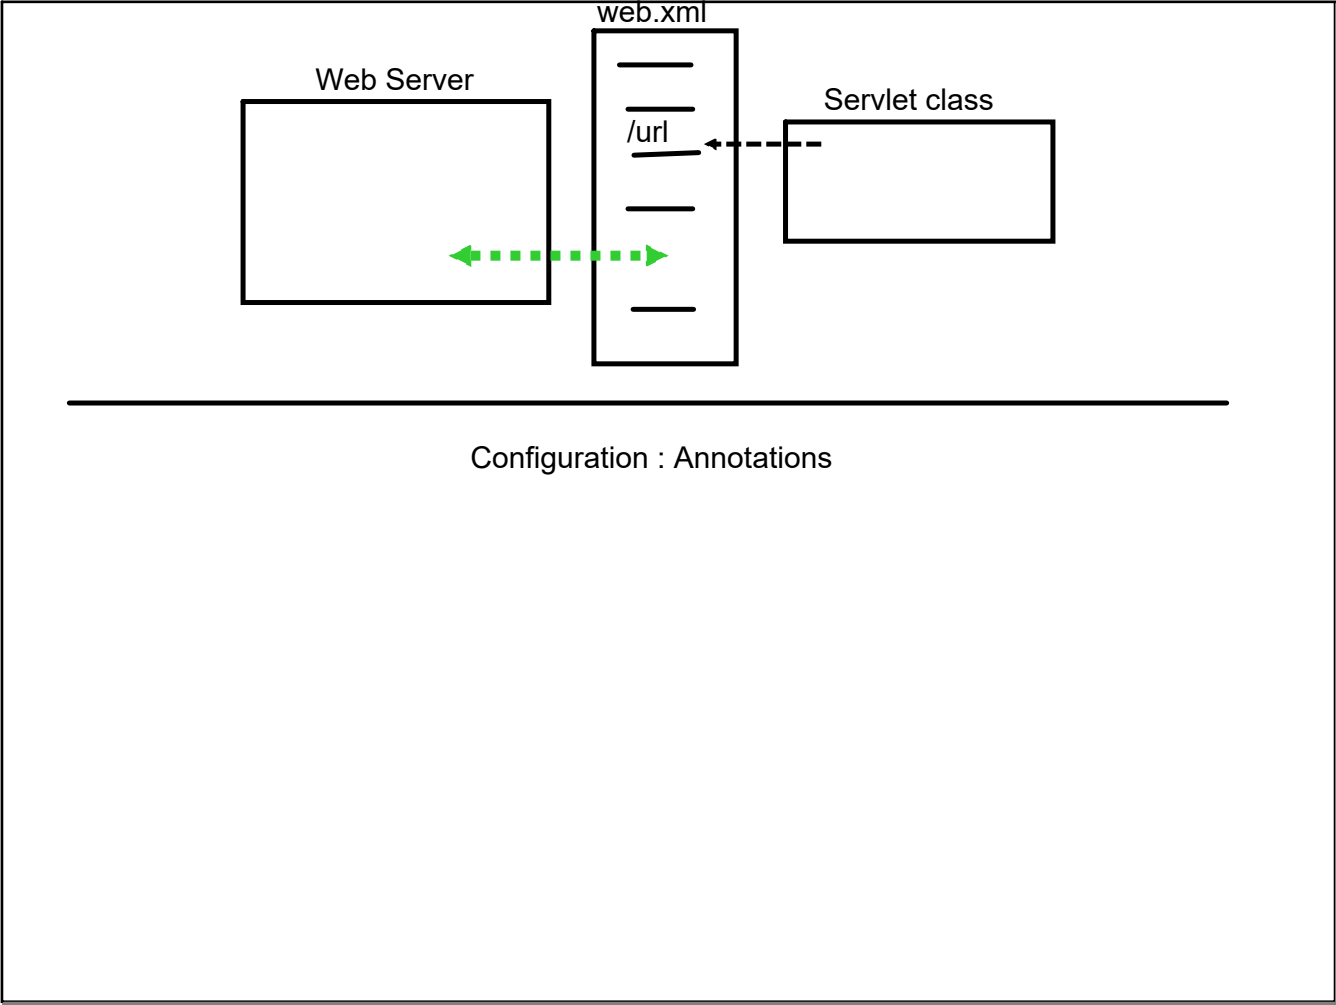 web.xml
Web Server
Servlet class
/url
Configuration : Annotations